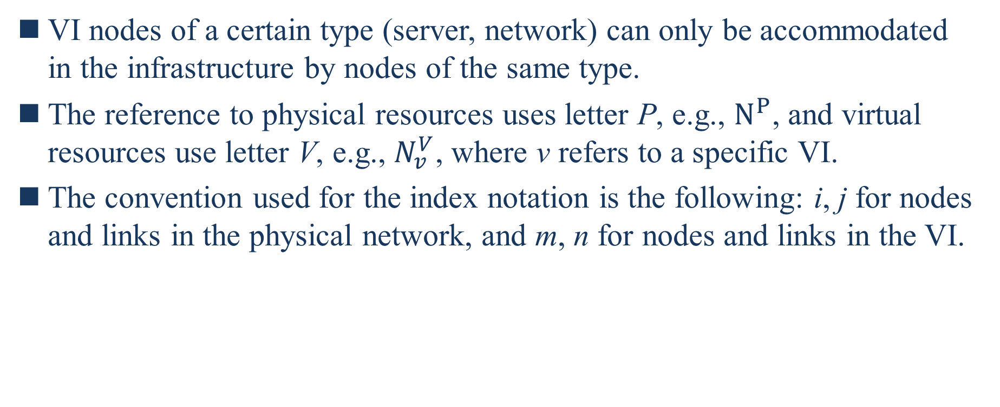 ■ VI nodes of a certain type (server, network) can only be accommodated
in the infrastructure by nodes of the same type.
■ The reference to physical resources uses letter P, e.g., N^P, and virtual
resources use letter V, e.g., N_v^V, where v refers to a specific VI.
■ The convention used for the index notation is the following: i, j for nodes
and links in the physical network, and m, n for nodes and links in the VI.